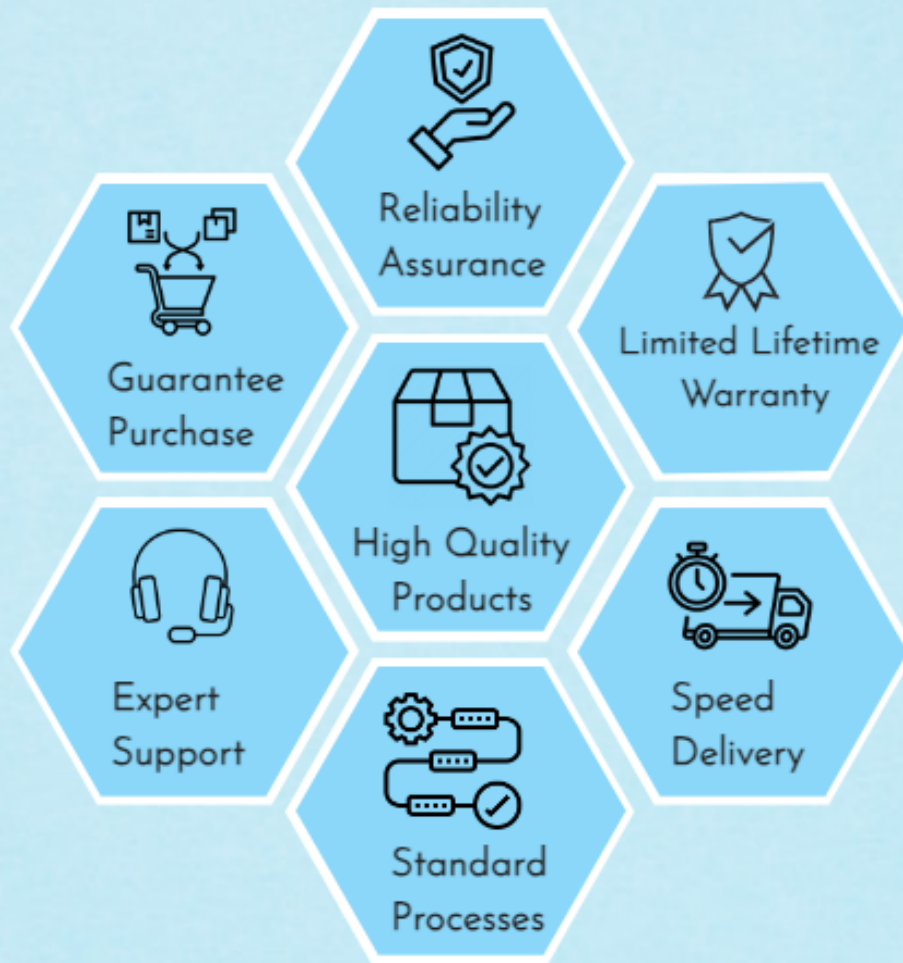 Reliability
Assurance
Guarantee
Purchase
Limited Lifetime
Warranty
High Quality
Products
Expert
Support
Speed
Delivery
Standard
Processes